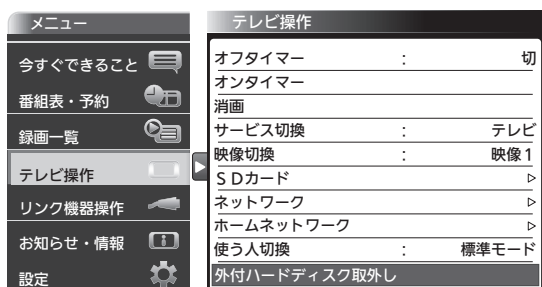 メニュー
今すぐできること
番組表・予約
録画一覧
テレビ操作
リンク機器操作
お知らせ・情報
設定
テレビ操作
オフタイマー : 切
オンタイマー
消画
サービス切換 : テレビ
映像切換 : 映像1
SDカード
ネットワーク
ホームネットワーク
使う人切換 : 標準モード
外付ハードディスク取外し